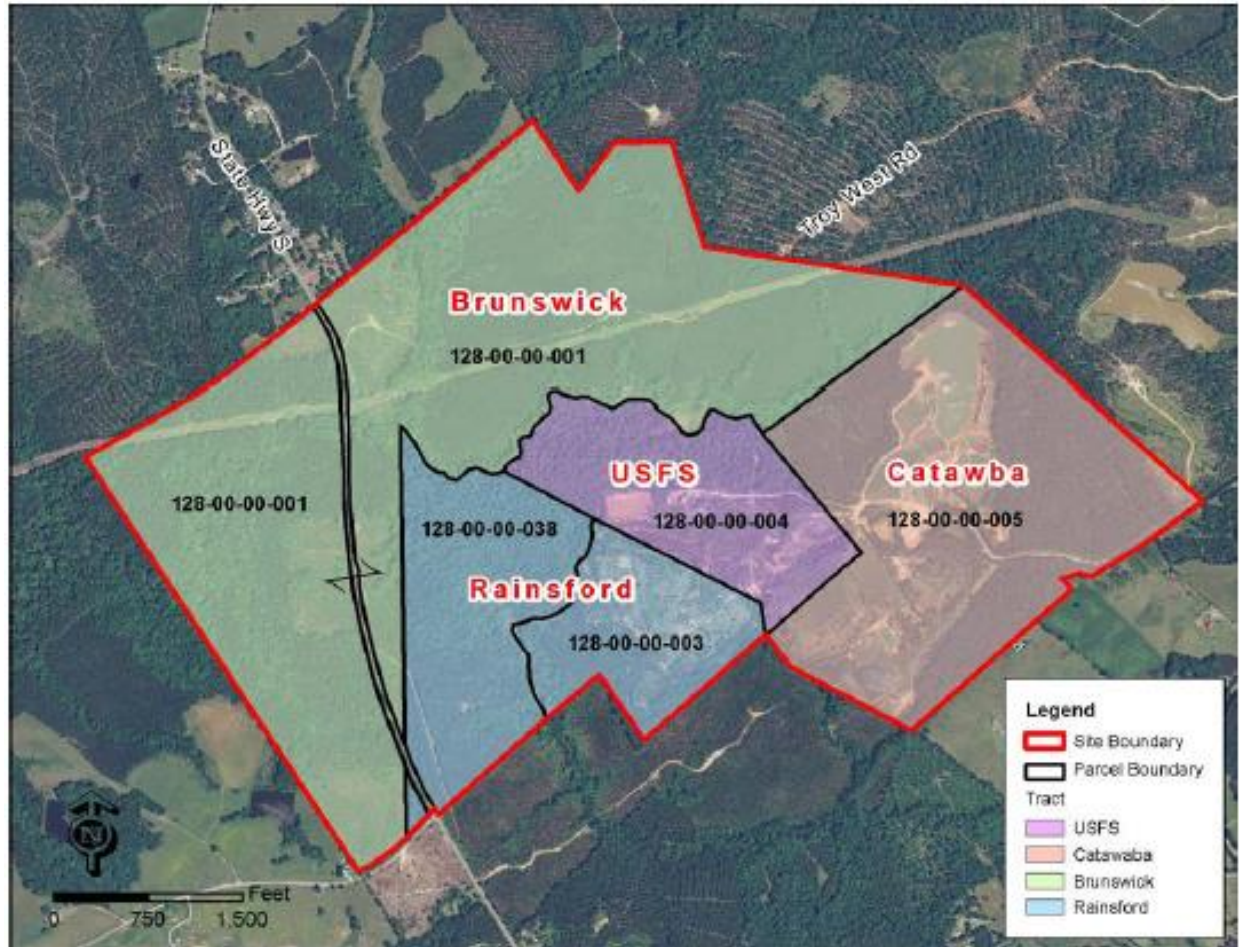 State Hwy S
Troy West Rd
Brunswick
128-00-00-001
USFS
Catawba
128-00-00-001
128-00-00-004
128-00-00-005
128-00-00-038
Rainsford
128-00-00-003
Legend
Site Boundary
Parcel Boundary
Tract
USFS
Catawaba
Brunswick
Rainsford
N
Feet
0 750 1,500